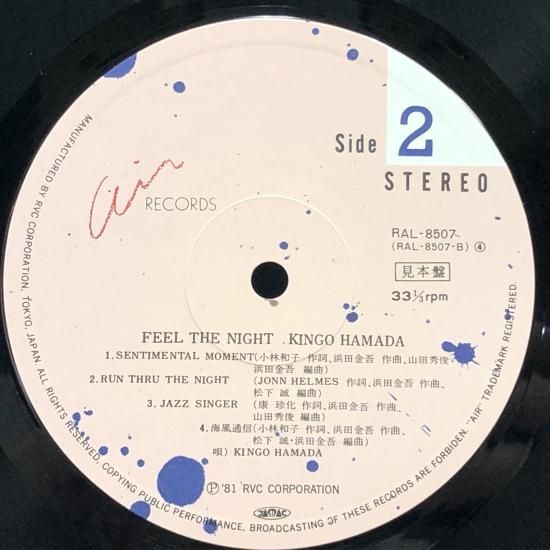 Side 2
STEREO
air RECORDS
RAL-8507
(RAL-8507-B) ④
見本盤
33⅓rpm
FEEL THE NIGHT . KINGO HAMADA
1. SENTIMENTAL MOMENT (小林和子 作詞、浜田金吾 作曲、山田秀俊・
浜田金吾 編曲)
2. RUN THRU THE NIGHT (JONN HELMES 作詞、浜田金吾 作曲、
松下 誠 編曲)
3. JAZZ SINGER (康 珍化 作詞、浜田金吾 作曲、
山田秀俊 編曲)
4. 海風通信 (小林和子 作詞、浜田金吾 作曲、
松下 誠・浜田金吾 編曲)
唄) KINGO HAMADA
Ⓟ '81 RVC CORPORATION
JASRAC
MANUFACTURED BY RVC CORPORATION, TOKYO, JAPAN. ALL RIGHTS RESERVED. COPYING PUBLIC PERFORMANCE, BROADCASTING OF THESE RECORDS ARE FORBIDDEN. "AIR" TRADEMARK REGISTERED.